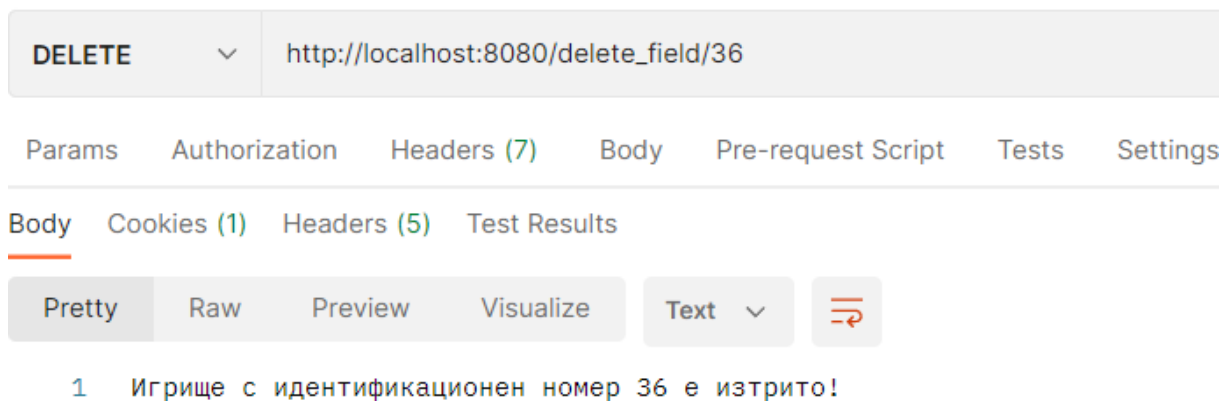 DELETE http://localhost:8080/delete_field/36
Params Authorization Headers (7) Body Pre-request Script Tests Settings
Body Cookies (1) Headers (5) Test Results
Pretty Raw Preview Visualize Text
1 Игрище с идентификационен номер 36 е изтрито!